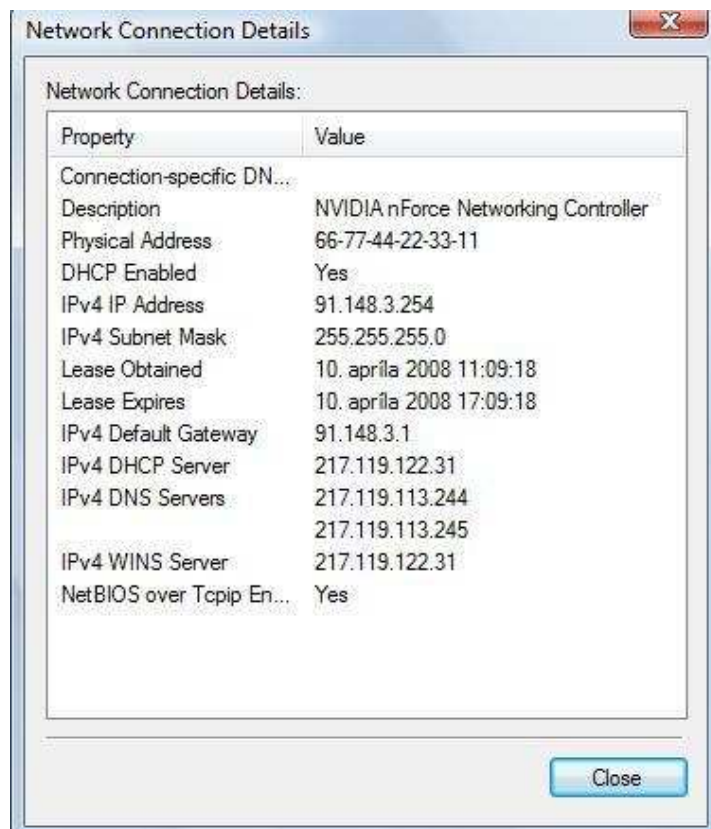 Network Connection Details
Network Connection Details:
Property Value
Connection-specific DN...
Description NVIDIA nForce Networking Controller
Physical Address 66-77-44-22-33-11
DHCP Enabled Yes
IPv4 IP Address 91.148.3.254
IPv4 Subnet Mask 255.255.255.0
Lease Obtained 10. apríla 2008 11:09:18
Lease Expires 10. apríla 2008 17:09:18
IPv4 Default Gateway 91.148.3.1
IPv4 DHCP Server 217.119.122.31
IPv4 DNS Servers 217.119.113.244
217.119.113.245
IPv4 WINS Server 217.119.122.31
NetBIOS over Tcpip En... Yes
Close